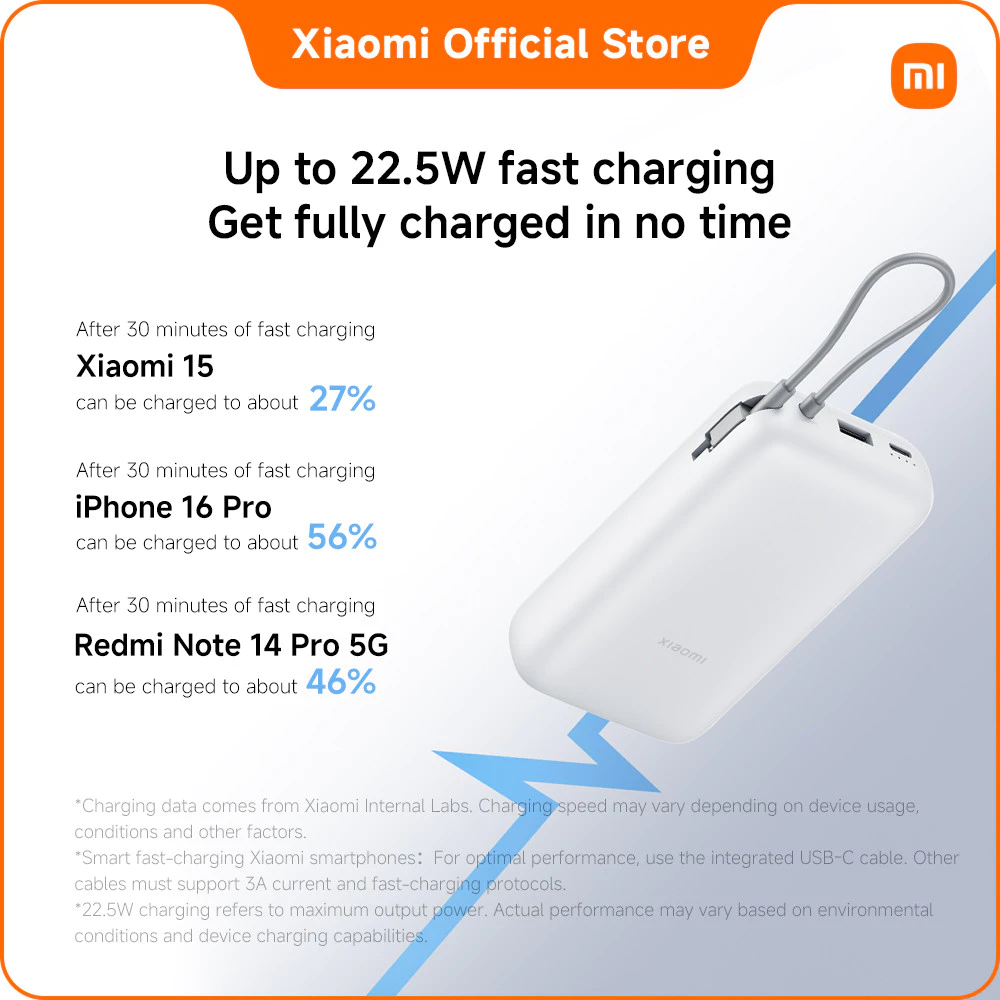 Xiaomi Official Store
mi
Up to 22.5W fast charging
Get fully charged in no time
After 30 minutes of fast charging
Xiaomi 15
can be charged to about 27%
After 30 minutes of fast charging
iPhone 16 Pro
can be charged to about 56%
After 30 minutes of fast charging
Redmi Note 14 Pro 5G
can be charged to about 46%
xiaomi
*Charging data comes from Xiaomi Internal Labs. Charging speed may vary depending on device usage,
conditions and other factors.
*Smart fast-charging Xiaomi smartphones：For optimal performance, use the integrated USB-C cable. Other
cables must support 3A current and fast-charging protocols.
*22.5W charging refers to maximum output power. Actual performance may vary based on environmental
conditions and device charging capabilities.